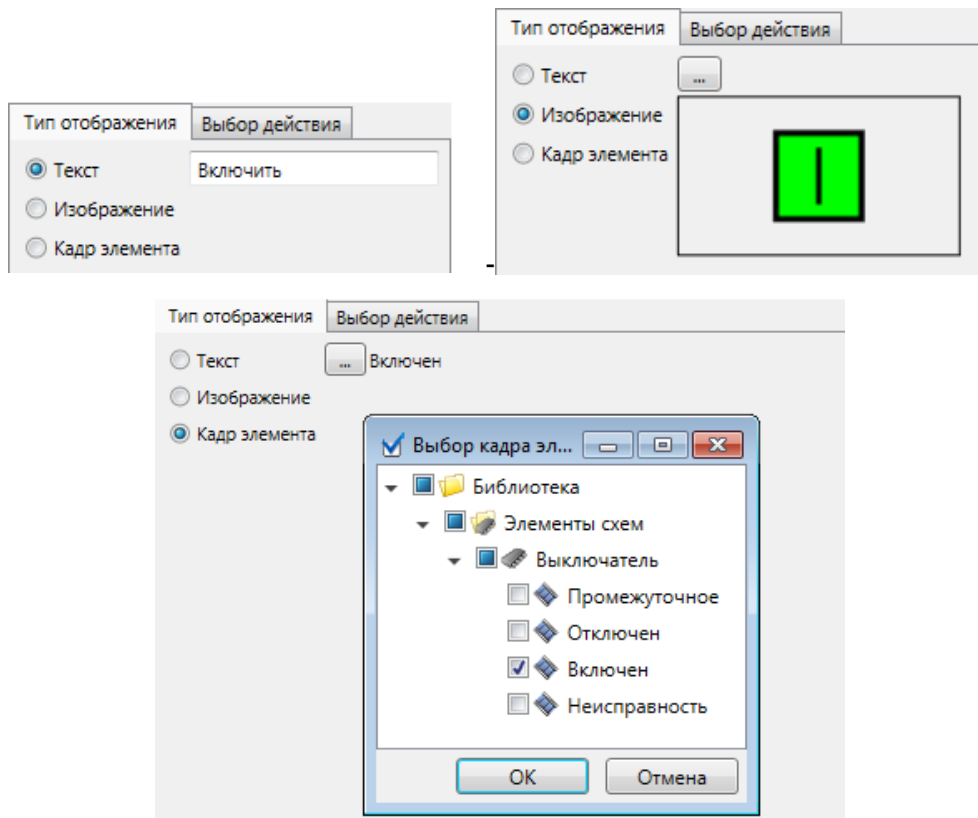 Тип отображения Выбор действия
Текст Включить
Изображение
Кадр элемента
Тип отображения Выбор действия
Текст ...
Изображение
Кадр элемента
-
Тип отображения Выбор действия
Текст ... Включен
Изображение
Кадр элемента
Выбор кадра эл...
Библиотека
Элементы схем
Выключатель
Промежуточное
Отключен
Включен
Неисправность
ОК Отмена